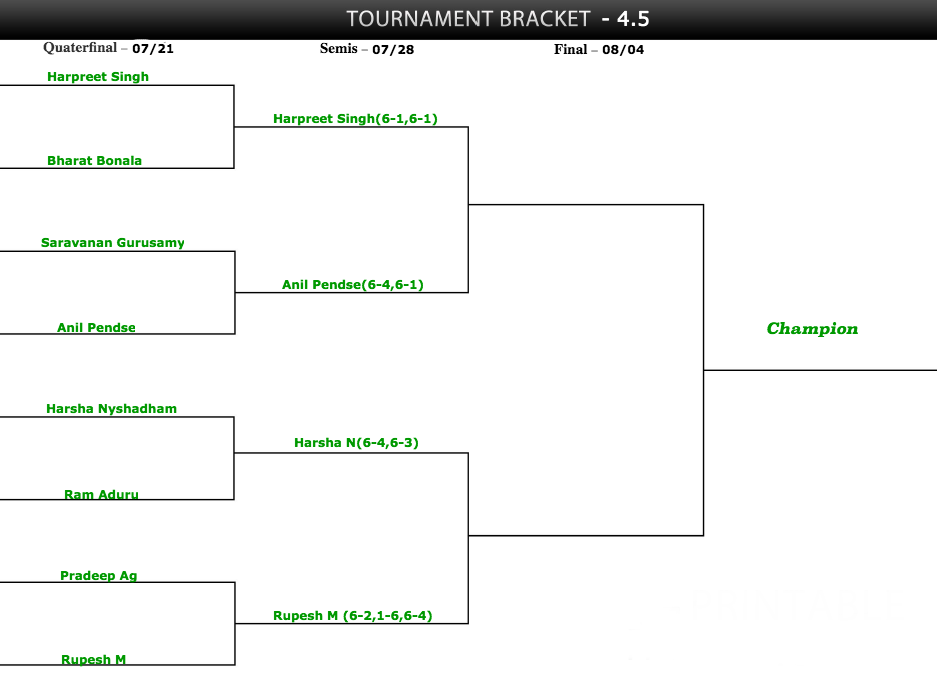 TOURNAMENT BRACKET - 4.5
Quaterfinal – 07/21
Semis – 07/28
Final – 08/04
Harpreet Singh
Harpreet Singh(6-1,6-1)
Bharat Bonala
Saravanan Gurusamy
Anil Pendse(6-4,6-1)
Anil Pendse
Champion
Harsha Nyshadham
Harsha N(6-4,6-3)
Ram Aduru
Pradeep Ag
Rupesh M (6-2,1-6,6-4)
Rupesh M